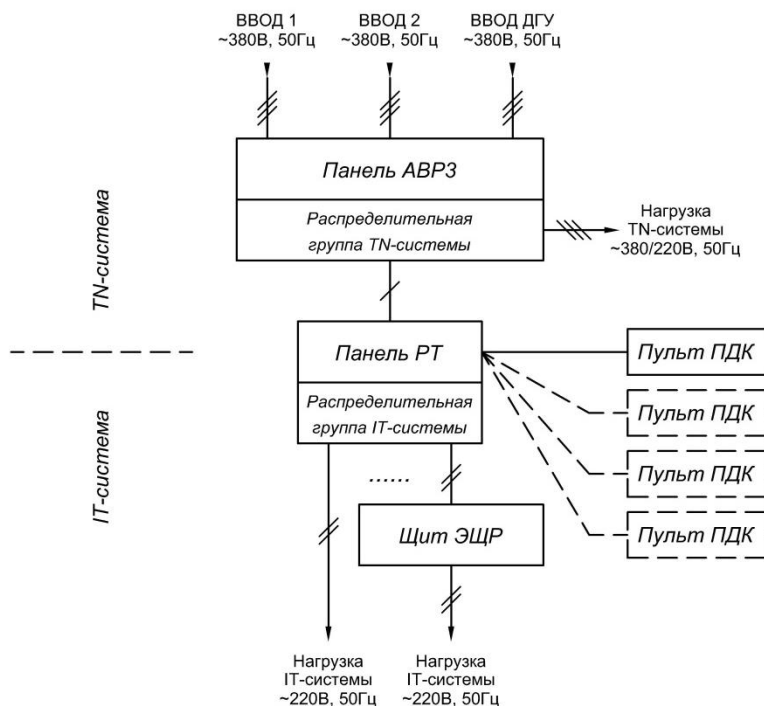 ВВОД 1
~380В, 50Гц
ВВОД 2
~380В, 50Гц
ВВОД ДГУ
~380В, 50Гц
Панель АВР3
Распределительная
группа TN-системы
Нагрузка
TN-системы
~380/220В, 50Гц
TN-система
Панель РТ
Распределительная
группа IT-системы
Пульт ПДК
Пульт ПДК
Пульт ПДК
Пульт ПДК
IT-система
......
Щит ЭЩР
Нагрузка
IT-системы
~220В, 50Гц
Нагрузка
IT-системы
~220В, 50Гц